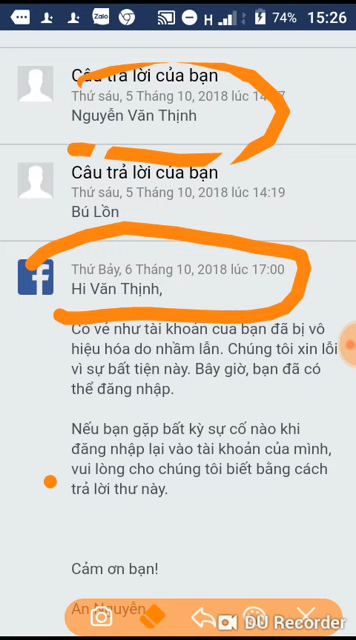 Zalo
H
74%
15:26
Câu trả lời của bạn
Thứ sáu, 5 Tháng 10, 2018 lúc
Nguyễn Văn Thịnh
Câu trả lời của bạn
Thứ sáu, 5 Tháng 10, 2018 lúc 14:19
Bú Lồn
Thứ Bảy, 6 Tháng 10, 2018 lúc 17:00
Hi Văn Thịnh,
Có vẻ như tài khoản của bạn đã bị vô
hiệu hóa do nhầm lẫn. Chúng tôi xin lỗi
vì sự bất tiện này. Bây giờ, bạn đã có
thể đăng nhập.
Nếu bạn gặp bất kỳ sự cố nào khi
đăng nhập lại vào tài khoản của mình,
vui lòng cho chúng tôi biết bằng cách
trả lời thư này.
Cảm ơn bạn!
An Nguyễn
DU Recorder